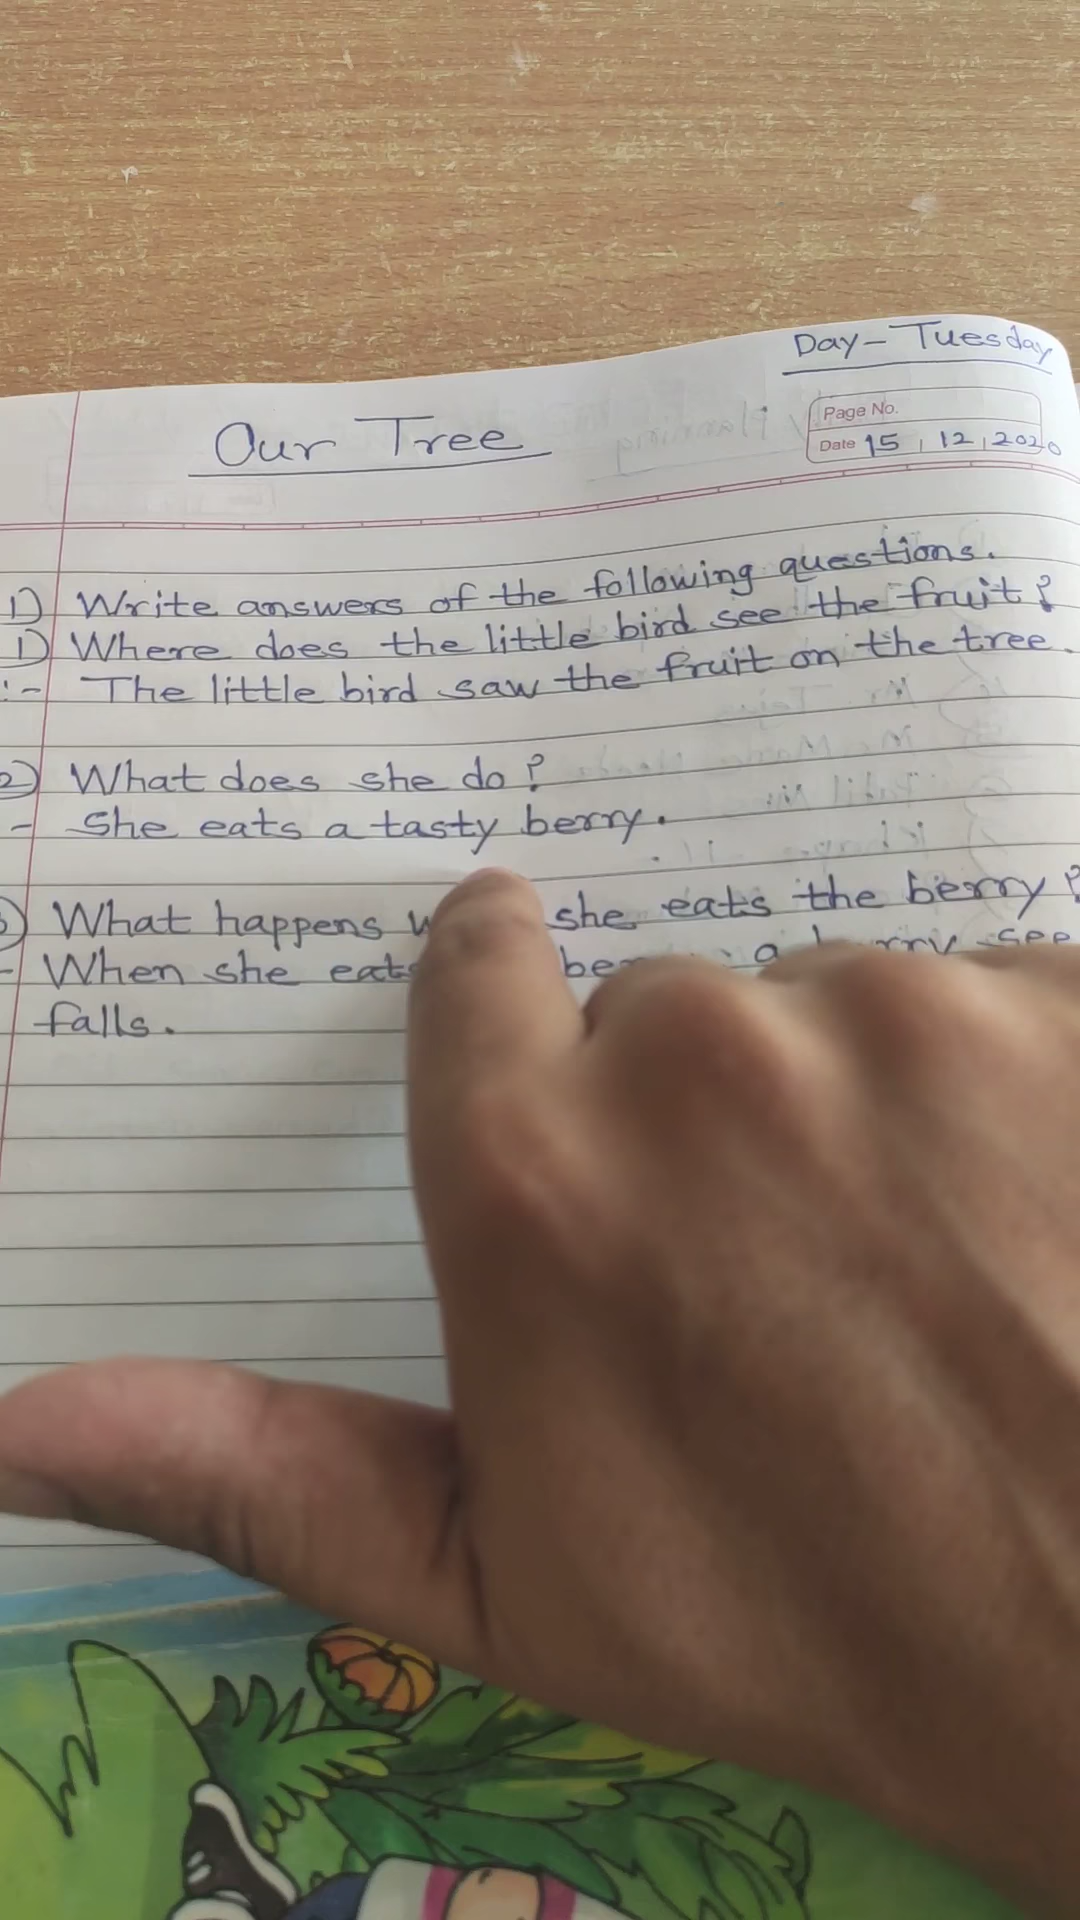 Day - Tuesday
Our Tree
Page No.
Date 15, 12, 2020
1) Write answers of the following questions.
1) Where does the little bird see the fruit?
:- The little bird saw the fruit on the tree.
2) What does she do?
- She eats a tasty berry.
What happens she eats the berry?
- When she eats
falls.